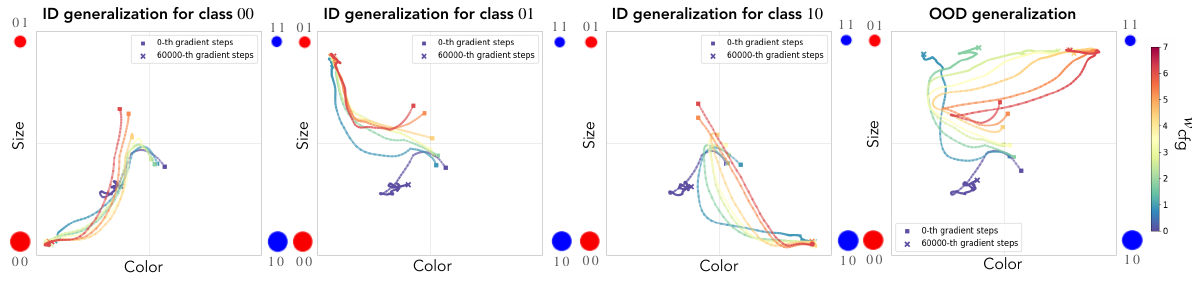 ID generalization for class 00
01
11
0-th gradient steps
60000-th gradient steps
Size
00
Color
10
ID generalization for class 01
01
11
0-th gradient steps
60000-th gradient steps
Size
00
Color
10
ID generalization for class 10
01
11
0-th gradient steps
60000-th gradient steps
Size
00
Color
10
OOD generalization
01
11
0-th gradient steps
60000-th gradient steps
Size
00
Color
10
7
6
5
4
3
2
1
0
w cfg